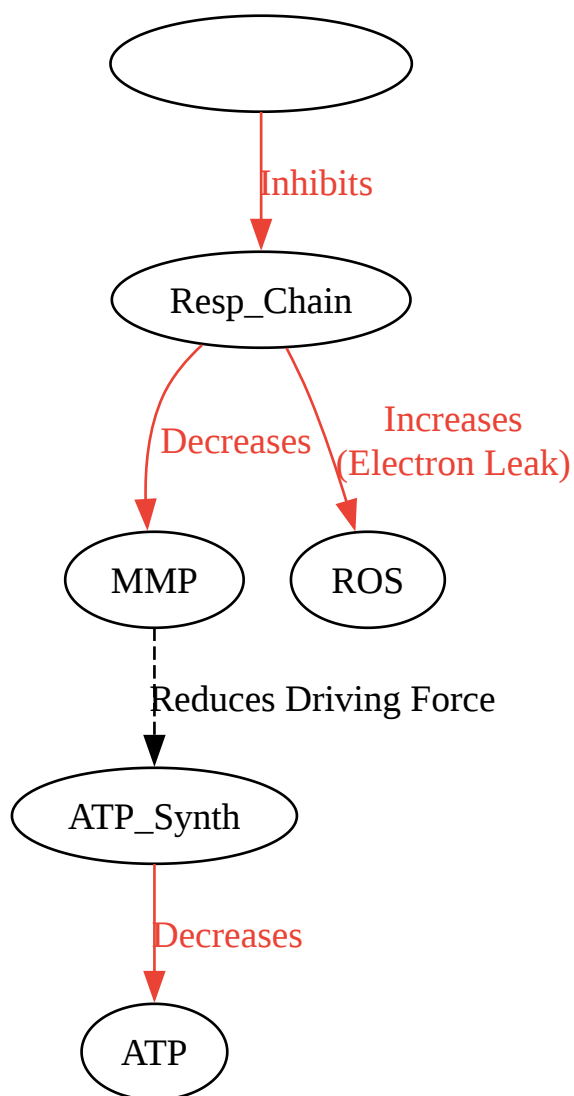 Inhibits
Resp_Chain
Decreases
Increases
(Electron Leak)
MMP
ROS
Reduces Driving Force
ATP_Synth
Decreases
ATP